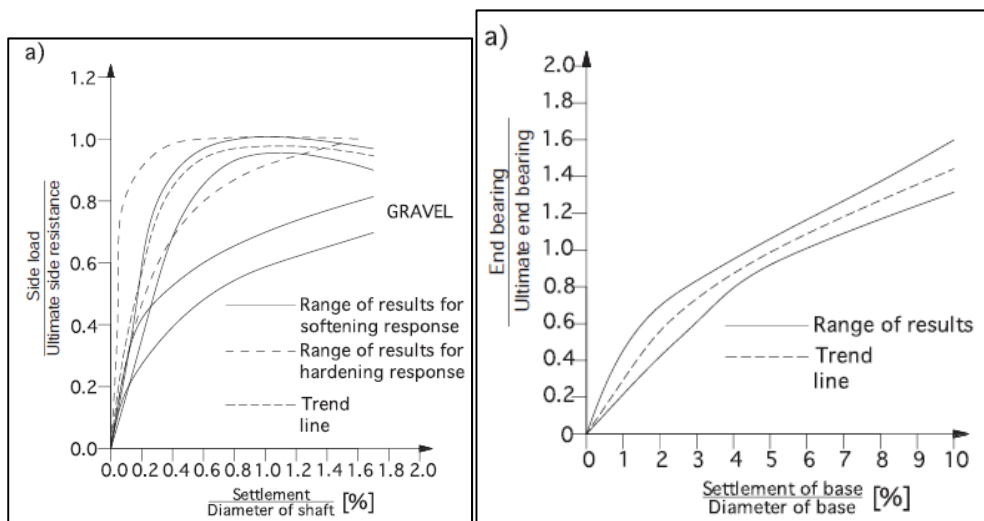 a)
1.2
1.0
0.8
0.6
0.4
0.2
0.0
Side load
Ultimate side resistance
GRAVEL
Range of results for
softening response
Range of results for
hardening response
Trend
line
0.0 0.2 0.4 0.6 0.8 1.0 1.2 1.4 1.6 1.8 2.0
Settlement
Diameter of shaft [%]
a)
2.0
1.8
1.6
1.4
1.2
1.0
0.8
0.6
0.4
0.2
0
End bearing
Ultimate end bearing
Range of results
Trend
line
0 1 2 3 4 5 6 7 8 9 10
Settlement of base
Diameter of base [%]